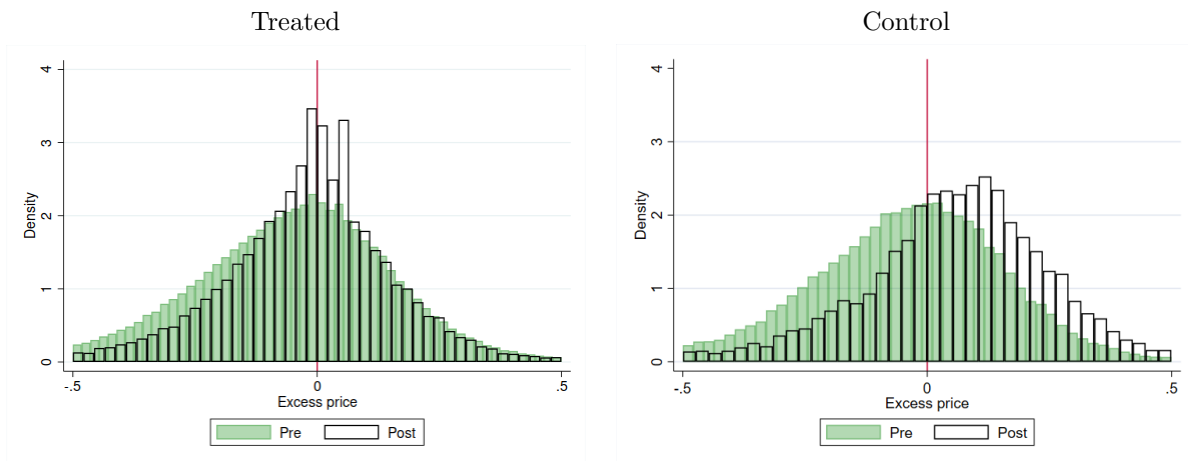 Treated
4
3
2
1
0
Density
-.5 0 .5
Excess price
Pre Post
Control
4
3
2
1
0
Density
-.5 0 .5
Excess price
Pre Post